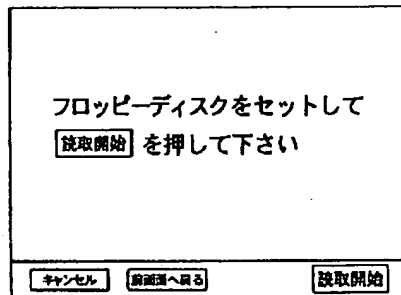 フロッピーディスクをセットして
読取開始 を押して下さい
キャンセル 前画面へ戻る 読取開始